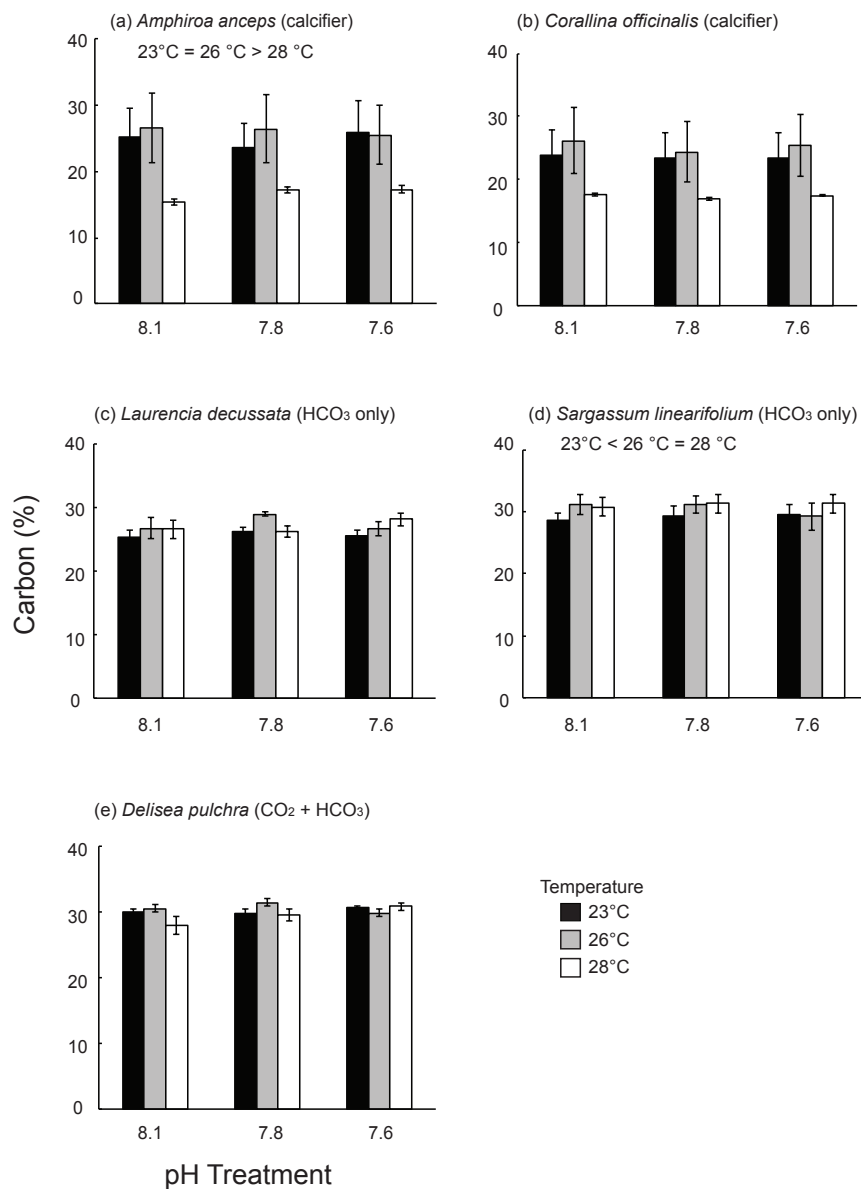 (a) Amphiroa anceps (calcifier)
23°C = 26 °C > 28 °C
40
30
20
10
0
8.1 7.8 7.6
(b) Corallina officinalis (calcifier)
40
30
20
10
0
8.1 7.8 7.6
(c) Laurencia decussata (HCO3 only)
40
30
20
10
0
8.1 7.8 7.6
(d) Sargassum linearifolium (HCO3 only)
23°C < 26 °C = 28 °C
40
30
20
10
0
8.1 7.8 7.6
Carbon (%)
(e) Delisea pulchra (CO2 + HCO3)
40
30
20
10
0
8.1 7.8 7.6
pH Treatment
Temperature
23°C
26°C
28°C